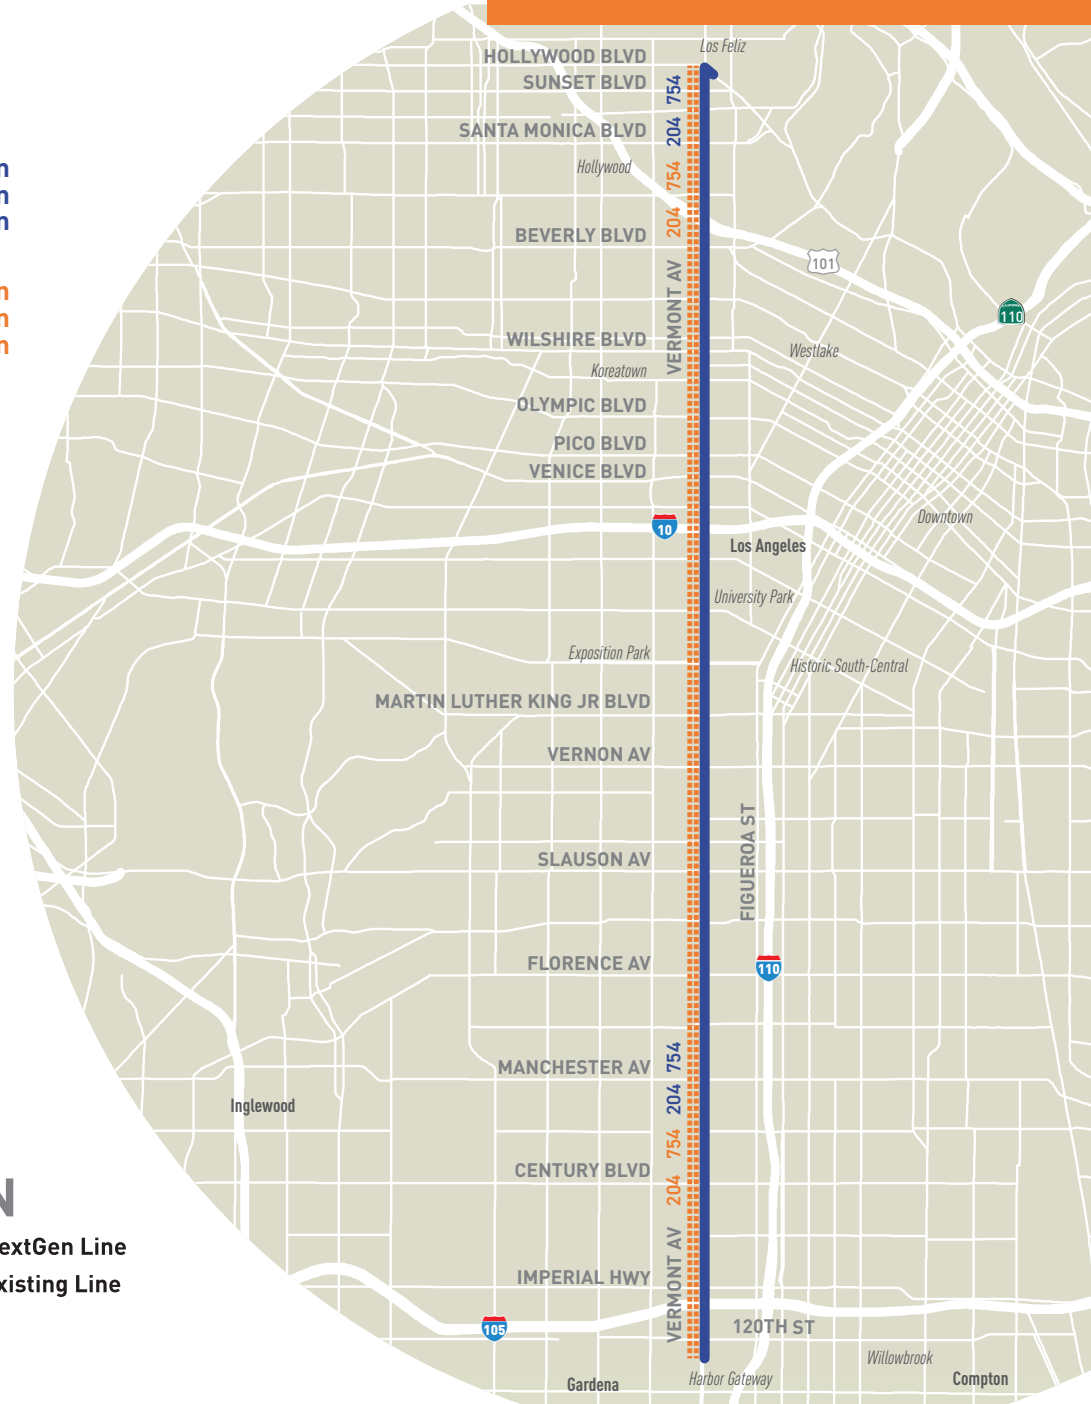 Los Feliz
HOLLYWOOD BLVD
SUNSET BLVD
754
SANTA MONICA BLVD
204
Hollywood
754
204
BEVERLY BLVD
101
VERMONT AV
110
WILSHIRE BLVD
Westlake
Koreatown
OLYMPIC BLVD
PICO BLVD
VENICE BLVD
10
Downtown
Los Angeles
University Park
Exposition Park
Historic South-Central
MARTIN LUTHER KING JR BLVD
VERNON AV
FIGUEROA ST
SLAUSON AV
FLORENCE AV
110
754
MANCHESTER AV
204
Inglewood
754
CENTURY BLVD
204
N
extGen Line
xisting Line
VERMONT AV
IMPERIAL HWY
105
120TH ST
Willowbrook
Harbor Gateway
Compton
Gardena
n
n
n
n
n
n